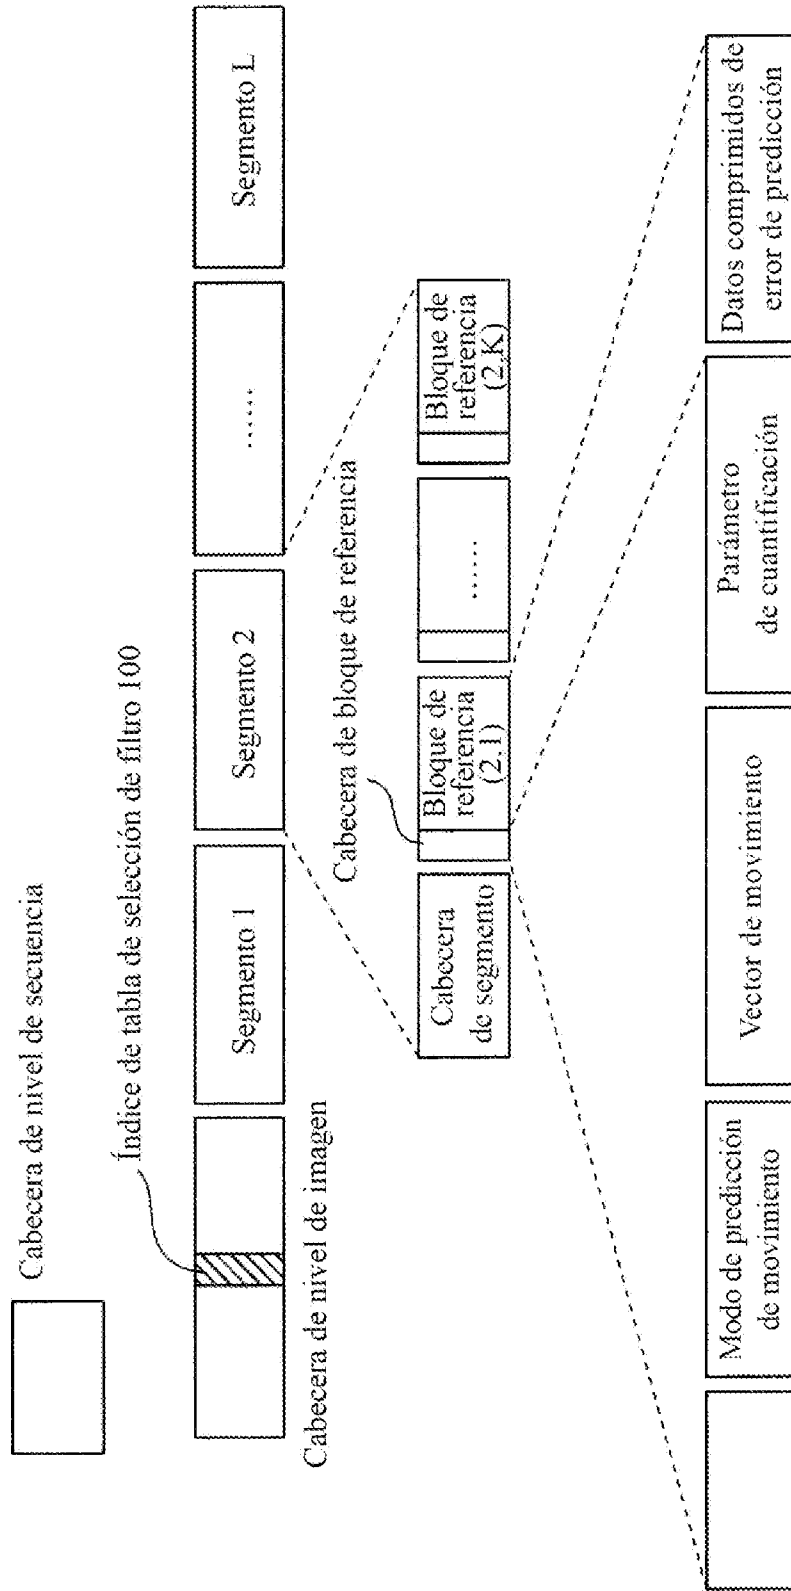 Cabecera de nivel de secuencia
Índice de tabla de selección de filtro 100
Segmento 1
Segmento 2
......
Segmento L
Cabecera de nivel de imagen
Cabecera de bloque de referencia
Cabecera
de segmento
Bloque de
referencia
(2,1)
......
Bloque de
referencia
(2,K)
Modo de predicción
de movimiento
Vector de movimiento
Parámetro
de cuantificación
Datos comprimidos de
error de predicción